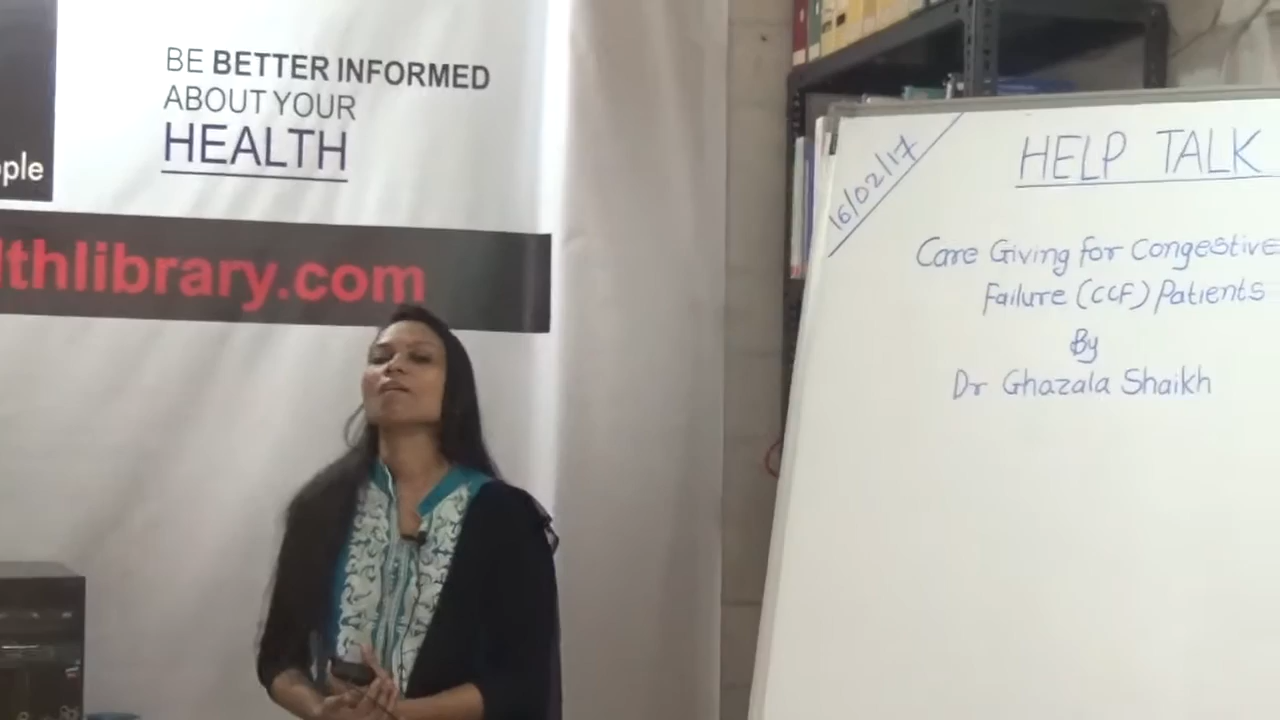 BE BETTER INFORMED
ABOUT YOUR
HEALTH
ople
lthlibrary.com
16/02/17
HELP TALK
Care Giving for Congestive
Failure (CCF) Patients
By
Dr Ghazala Shaikh